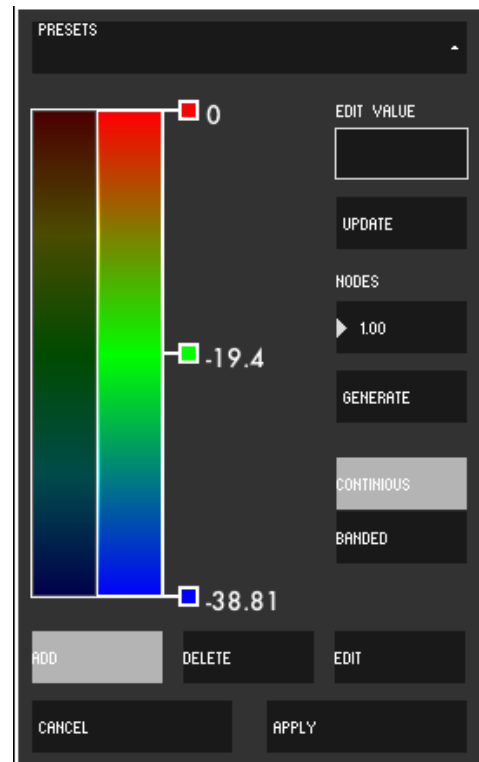 PRESETS
0
EDIT VALUE
UPDATE
NODES
1.00
-19.4
GENERATE
CONTINIOUS
BANDED
-38.81
ADD
DELETE
EDIT
CANCEL
APPLY